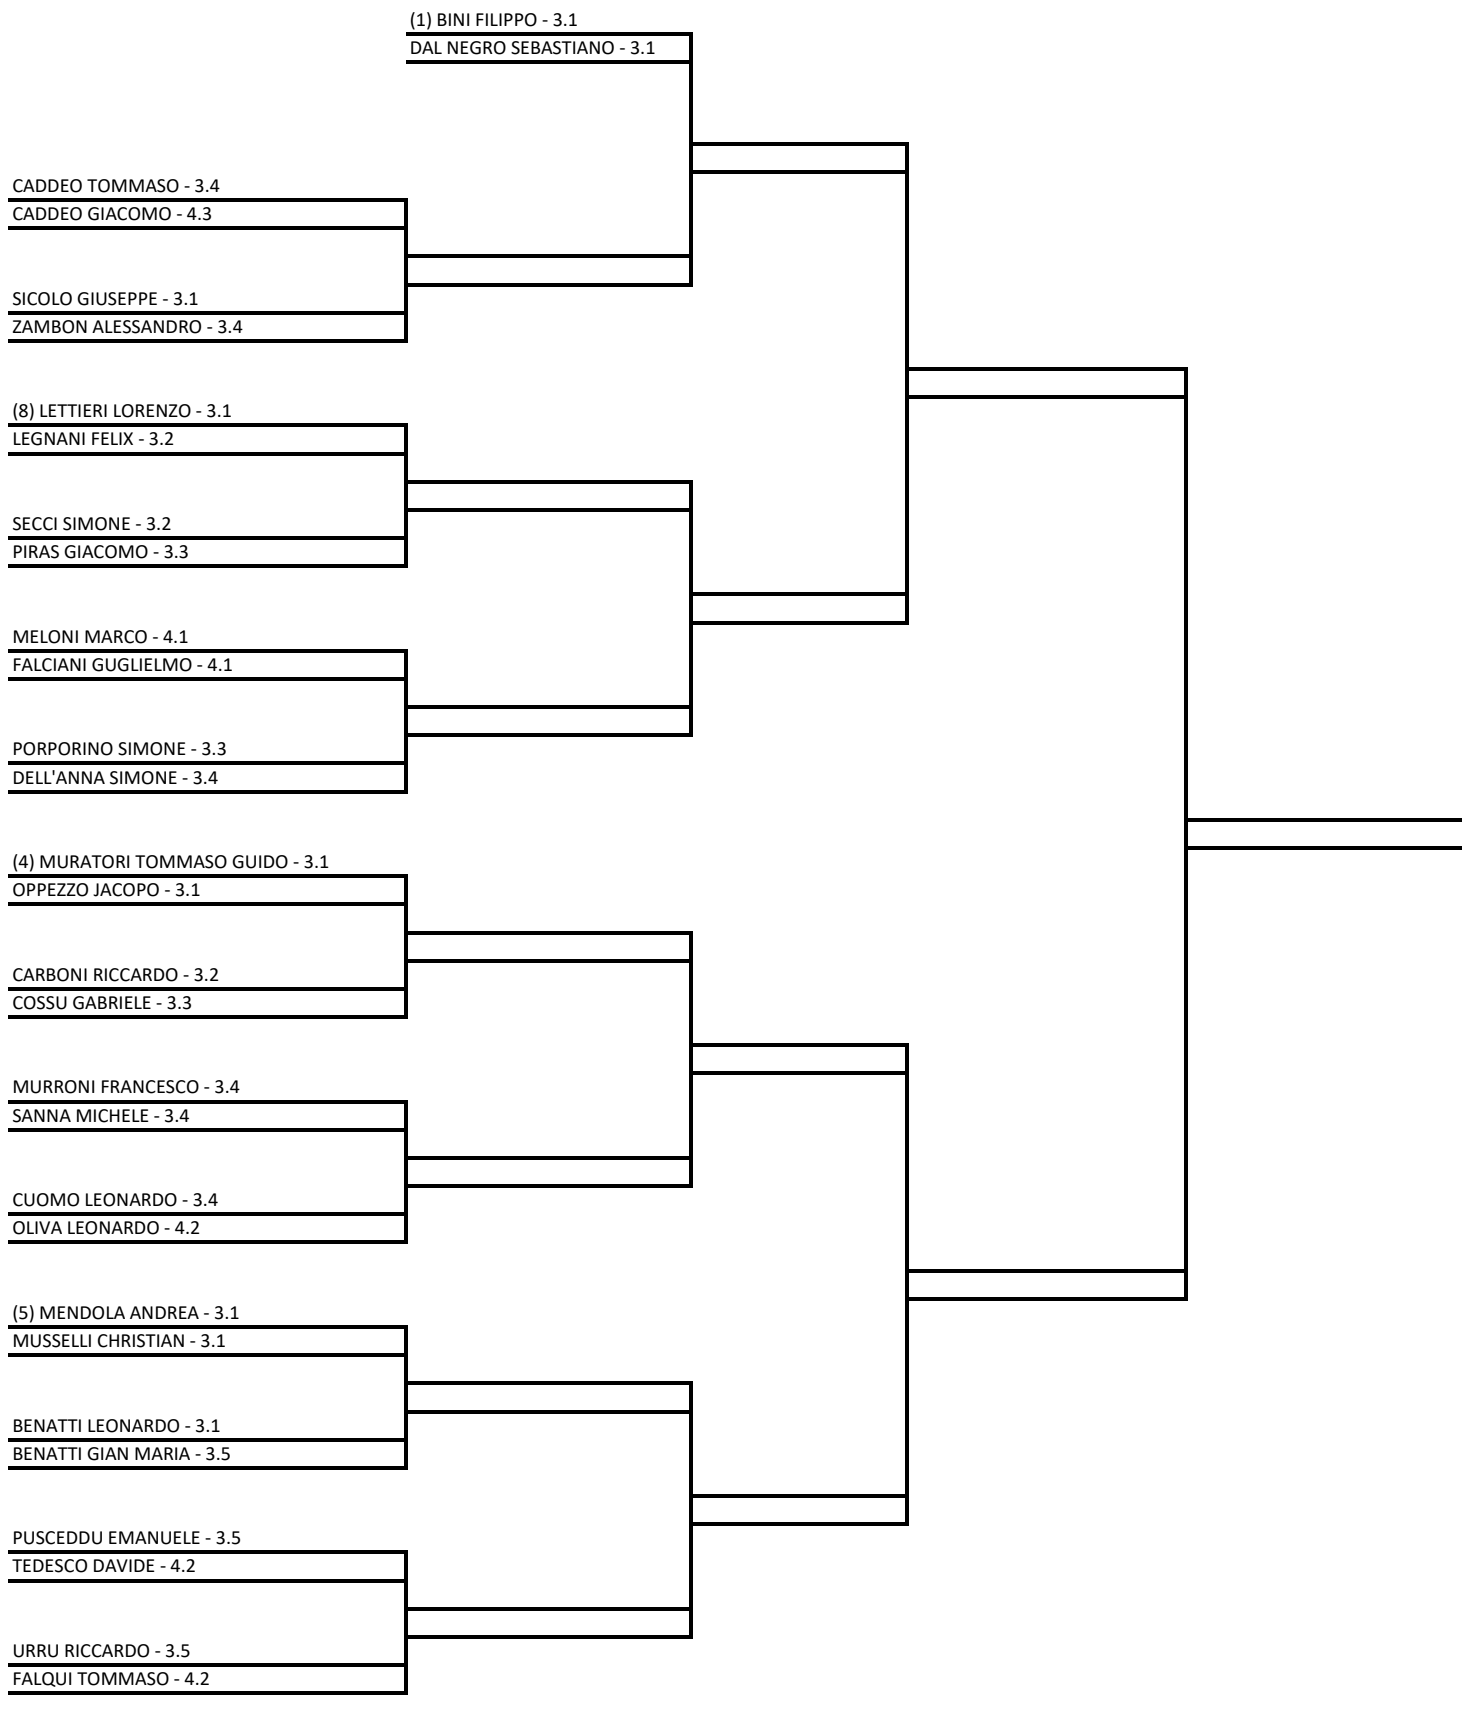 (1) BINI FILIPPO - 3.1
DAL NEGRO SEBASTIANO - 3.1
CADDEO TOMMASO - 3.4
CADDEO GIACOMO - 4.3
SICOLO GIUSEPPE - 3.1
ZAMBON ALESSANDRO - 3.4
(8) LETTIERI LORENZO - 3.1
LEGNANI FELIX - 3.2
SECCI SIMONE - 3.2
PIRAS GIACOMO - 3.3
MELONI MARCO - 4.1
FALCIANI GUGLIELMO - 4.1
PORPORINO SIMONE - 3.3
DELL'ANNA SIMONE - 3.4
(4) MURATORI TOMMASO GUIDO - 3.1
OPPEZZO JACOPO - 3.1
CARBONI RICCARDO - 3.2
COSSU GABRIELE - 3.3
MURRONI FRANCESCO - 3.4
SANNA MICHELE - 3.4
CUOMO LEONARDO - 3.4
OLIVA LEONARDO - 4.2
(5) MENDOLA ANDREA - 3.1
MUSSELLI CHRISTIAN - 3.1
BENATTI LEONARDO - 3.1
BENATTI GIAN MARIA - 3.5
PUSCEDDU EMANUELE - 3.5
TEDESCO DAVIDE - 4.2
URRU RICCARDO - 3.5
FALQUI TOMMASO - 4.2